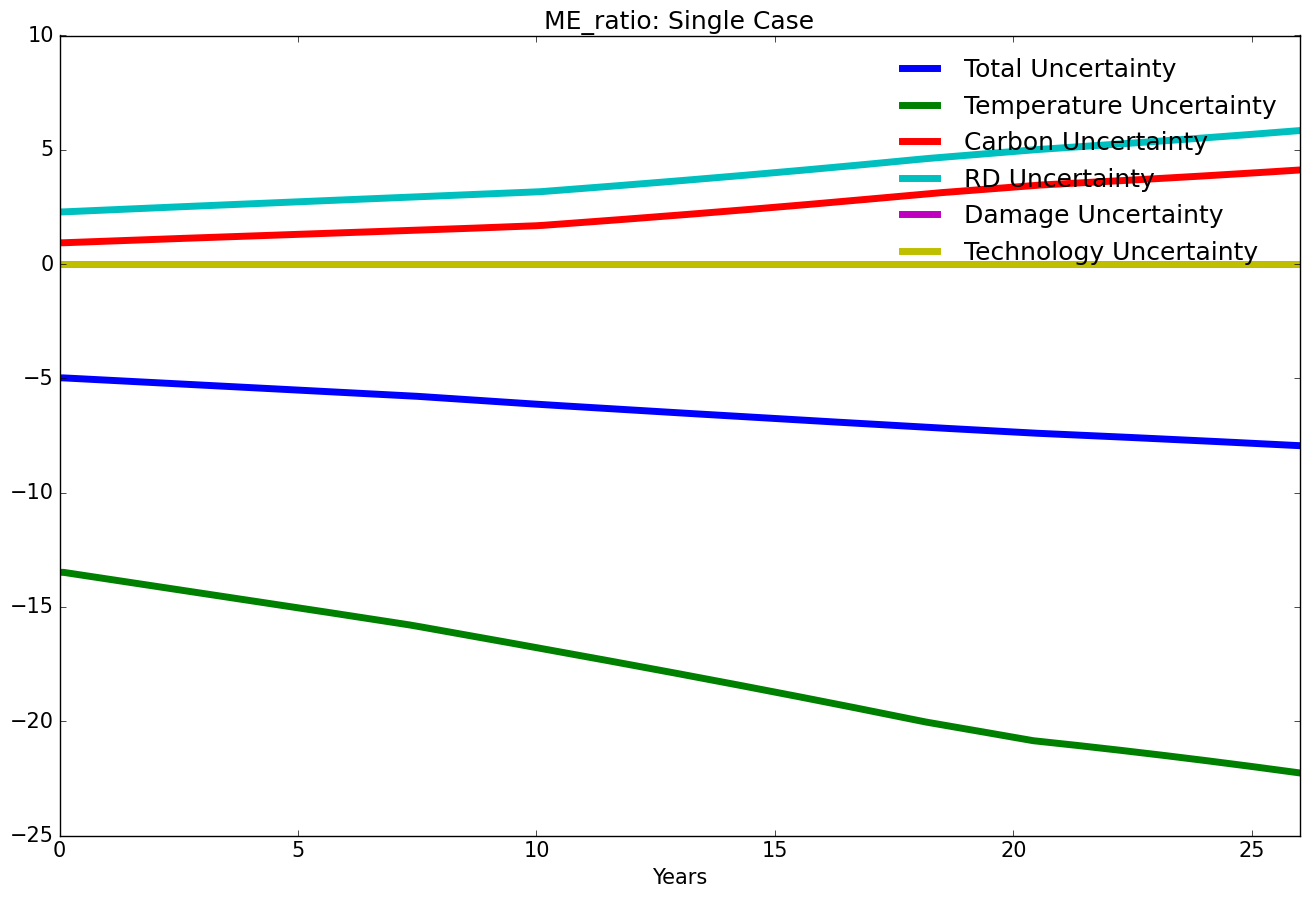 ME_ratio: Single Case
10
5
0
−5
−10
−15
−20
−25
Total Uncertainty
Temperature Uncertainty
Carbon Uncertainty
RD Uncertainty
Damage Uncertainty
Technology Uncertainty
0 5 10 15 20 25
Years